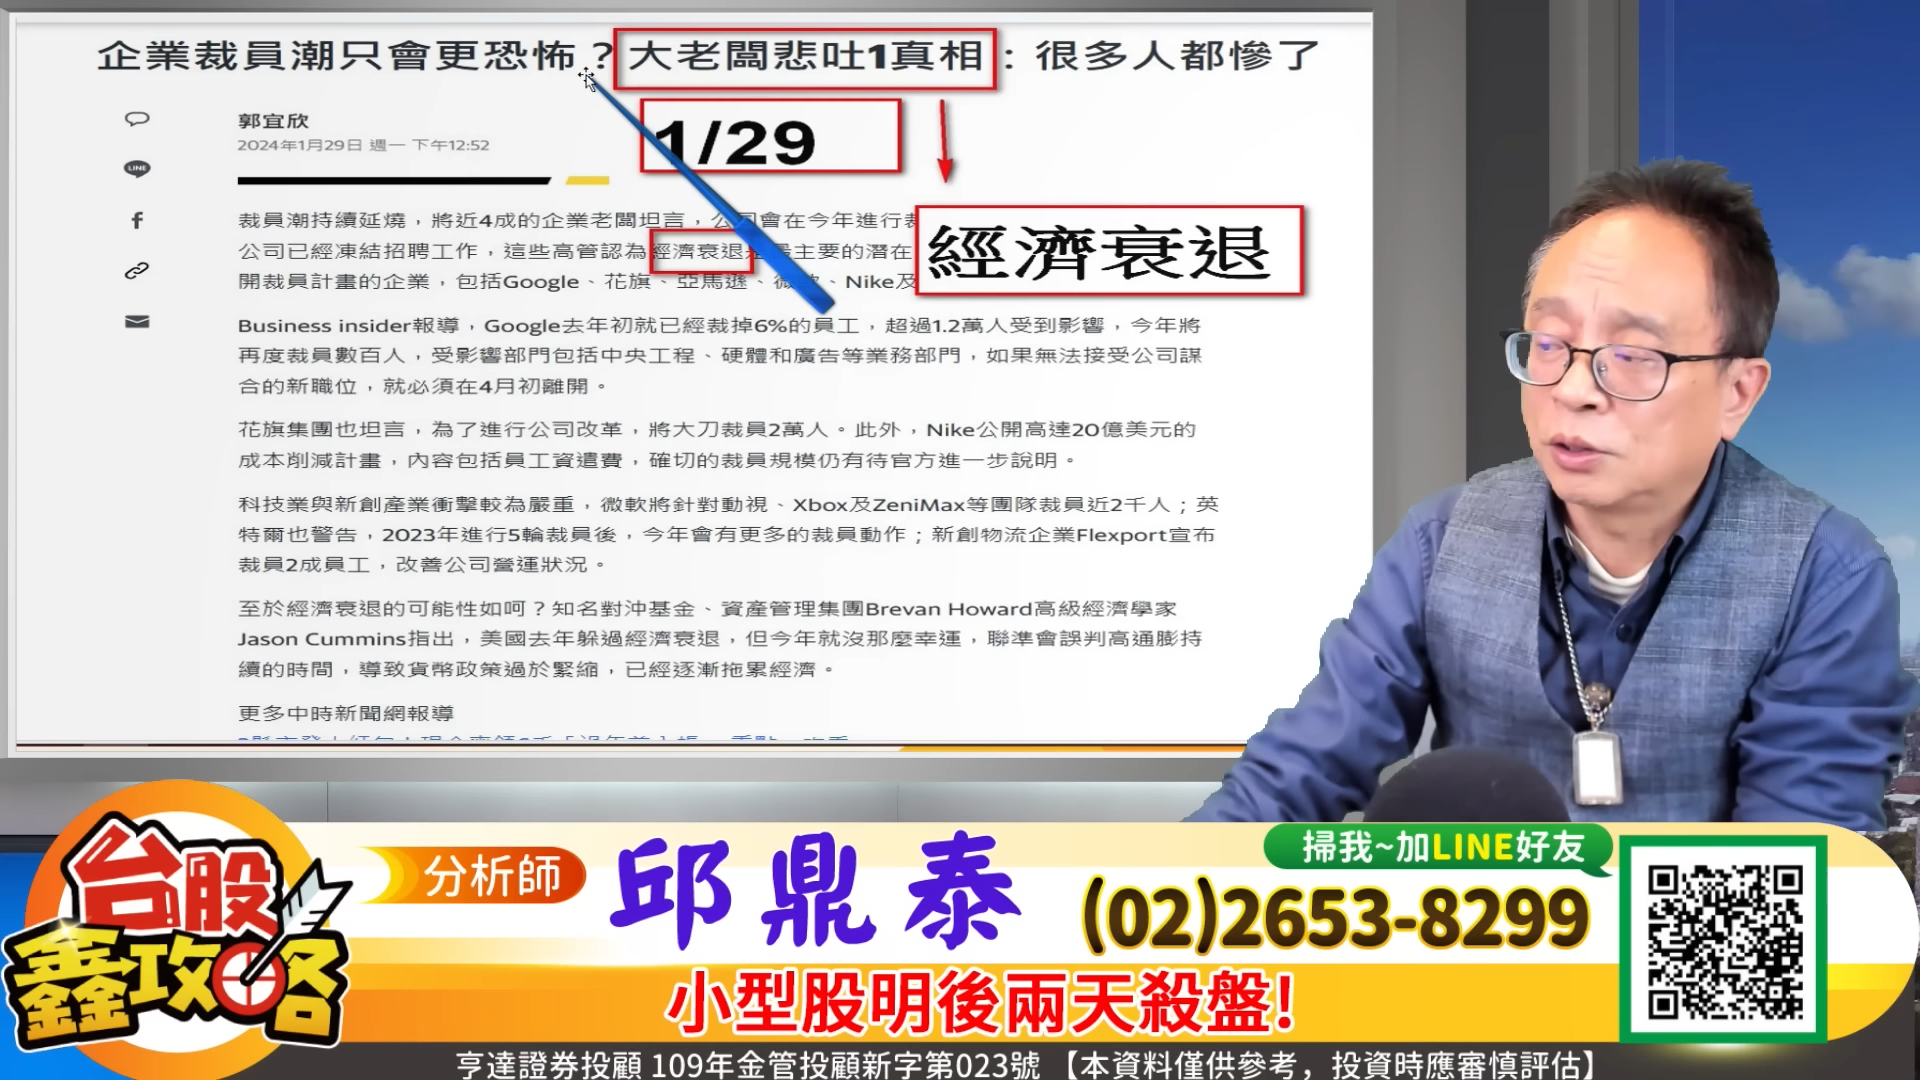 企業裁員潮只會更恐怖？大老闆悲吐1真相：很多人都慘了
郭宜欣
2024年1月29日 週一 下午12:52
1/29
LINE
裁員潮持續延燒，將近4成的企業老闆坦言，公司會在今年進行
公司已經凍結招聘工作，這些高管認為經濟衰退是最主要的潛在
開裁員計畫的企業，包括Google、花旗、亞馬遜、微軟、Nike及
經濟衰退
Business insider報導，Google去年初就已經裁掉6%的員工，超過1.2萬人受到影響，今年將
再度裁員數百人，受影響部門包括中央工程、硬體和廣告等業務部門，如果無法接受公司謀
合的新職位，就必須在4月初離開。
花旗集團也坦言，為了進行公司改革，將大刀裁員2萬人。此外，Nike公開高達20億美元的
成本削減計畫，內容包括員工資遣費，確切的裁員規模仍有待官方進一步說明。
科技業與新創產業衝擊較為嚴重，微軟將針對動視、Xbox及ZeniMax等團隊裁員近2千人；英
特爾也警告，2023年進行5輪裁員後，今年會有更多的裁員動作；新創物流企業Flexport宣布
裁員2成員工，改善公司營運狀況。
至於經濟衰退的可能性如呵？知名對沖基金、資產管理集團Brevan Howard高級經濟學家
Jason Cummins指出，美國去年躲過經濟衰退，但今年就沒那麼幸運，聯準會誤判高通膨持
續的時間，導致貨幣政策過於緊縮，已經逐漸拖累經濟。
更多中時新聞網報導
台股
鑫攻略
分析師
邱鼎泰
掃我~加LINE好友
(02)2653-8299
小型股明後兩天殺盤!
亨達證券投顧 109年金管投顧新字第023號 【本資料僅供參考，投資時應審慎評估】